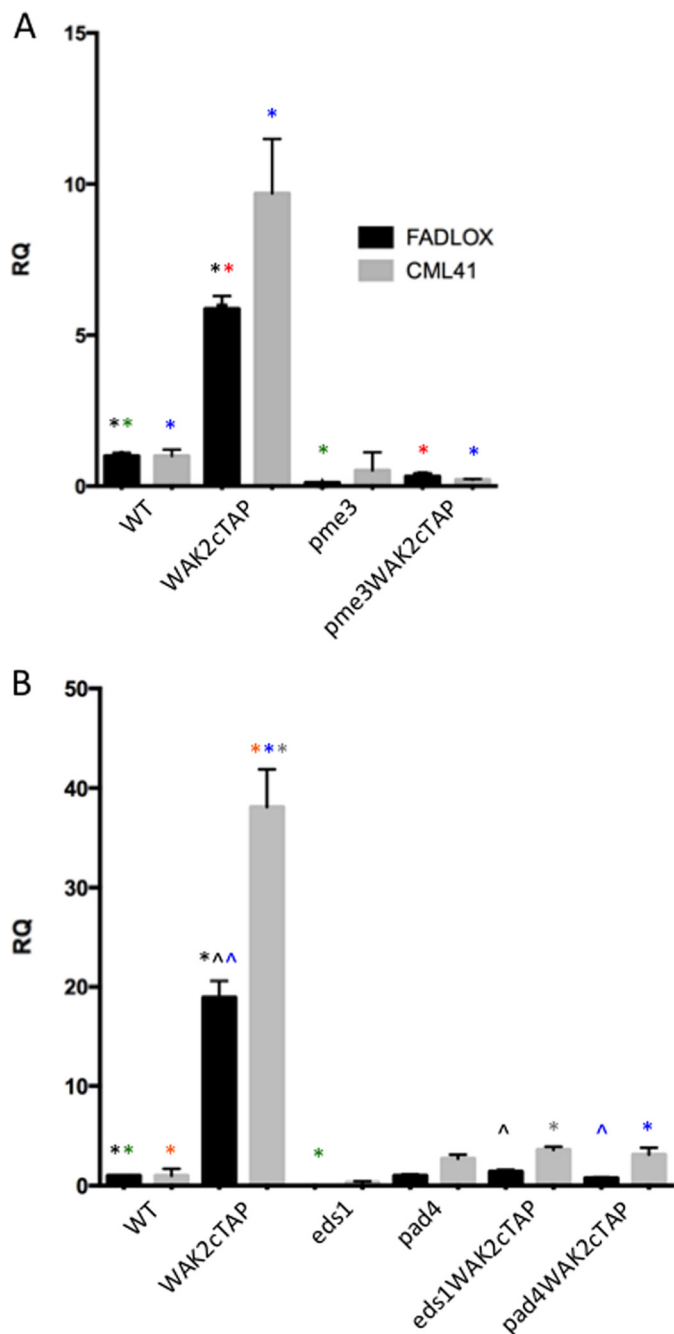 A
15
10
5
0
RQ
* *
*
* *
*
*
*
*
FADLOX
CML41
WT
WAK2cTAP
pme3
pme3WAK2cTAP
B
50
40
30
20
10
0
RQ
* *
*
*^^
***
*
^
*
^
*
WT
WAK2cTAP
eds1
pad4
eds1WAK2cTAP
pad4WAK2cTAP